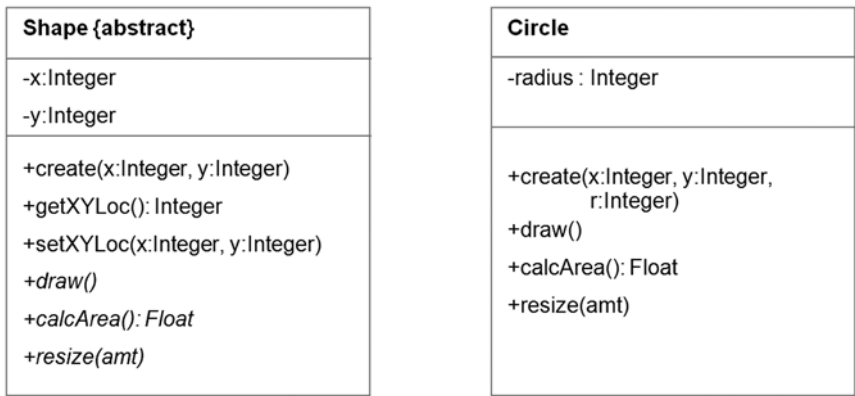 Shape {abstract}
-x:Integer
-y:Integer
+create(x:Integer, y:Integer)
+getXYLoc(): Integer
+setXYLoc(x:Integer, y:Integer)
+draw()
+calcArea(): Float
+resize(amt)
Circle
-radius : Integer
+create(x:Integer, y:Integer,
r:Integer)
+draw()
+calcArea(): Float
+resize(amt)